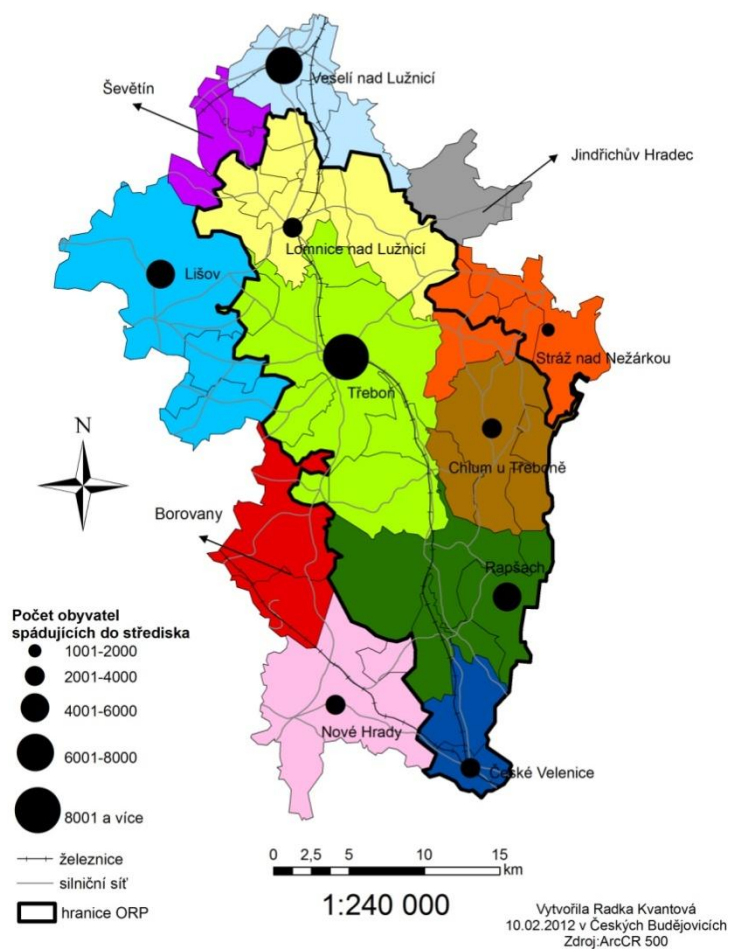 Ševětín
Veselí nad Lužnicí
Jindřichův Hradec
Lomnice nad Lužnicí
Lišov
Stráž nad Nežárkou
Třeboň
N
Chlum u Třeboně
Borovany
Rapšach
Nové Hrady
České Velenice
Počet obyvatel
spádujících do střediska
1001-2000
2001-4000
4001-6000
6001-8000
8001 a více
železnice
silniční síť
hranice ORP
0 2,5 5 10 15
km
1:240 000
Vytvořila Radka Kvantová
10.02.2012 v Českých Budějovicích
Zdroj:ArcCR 500